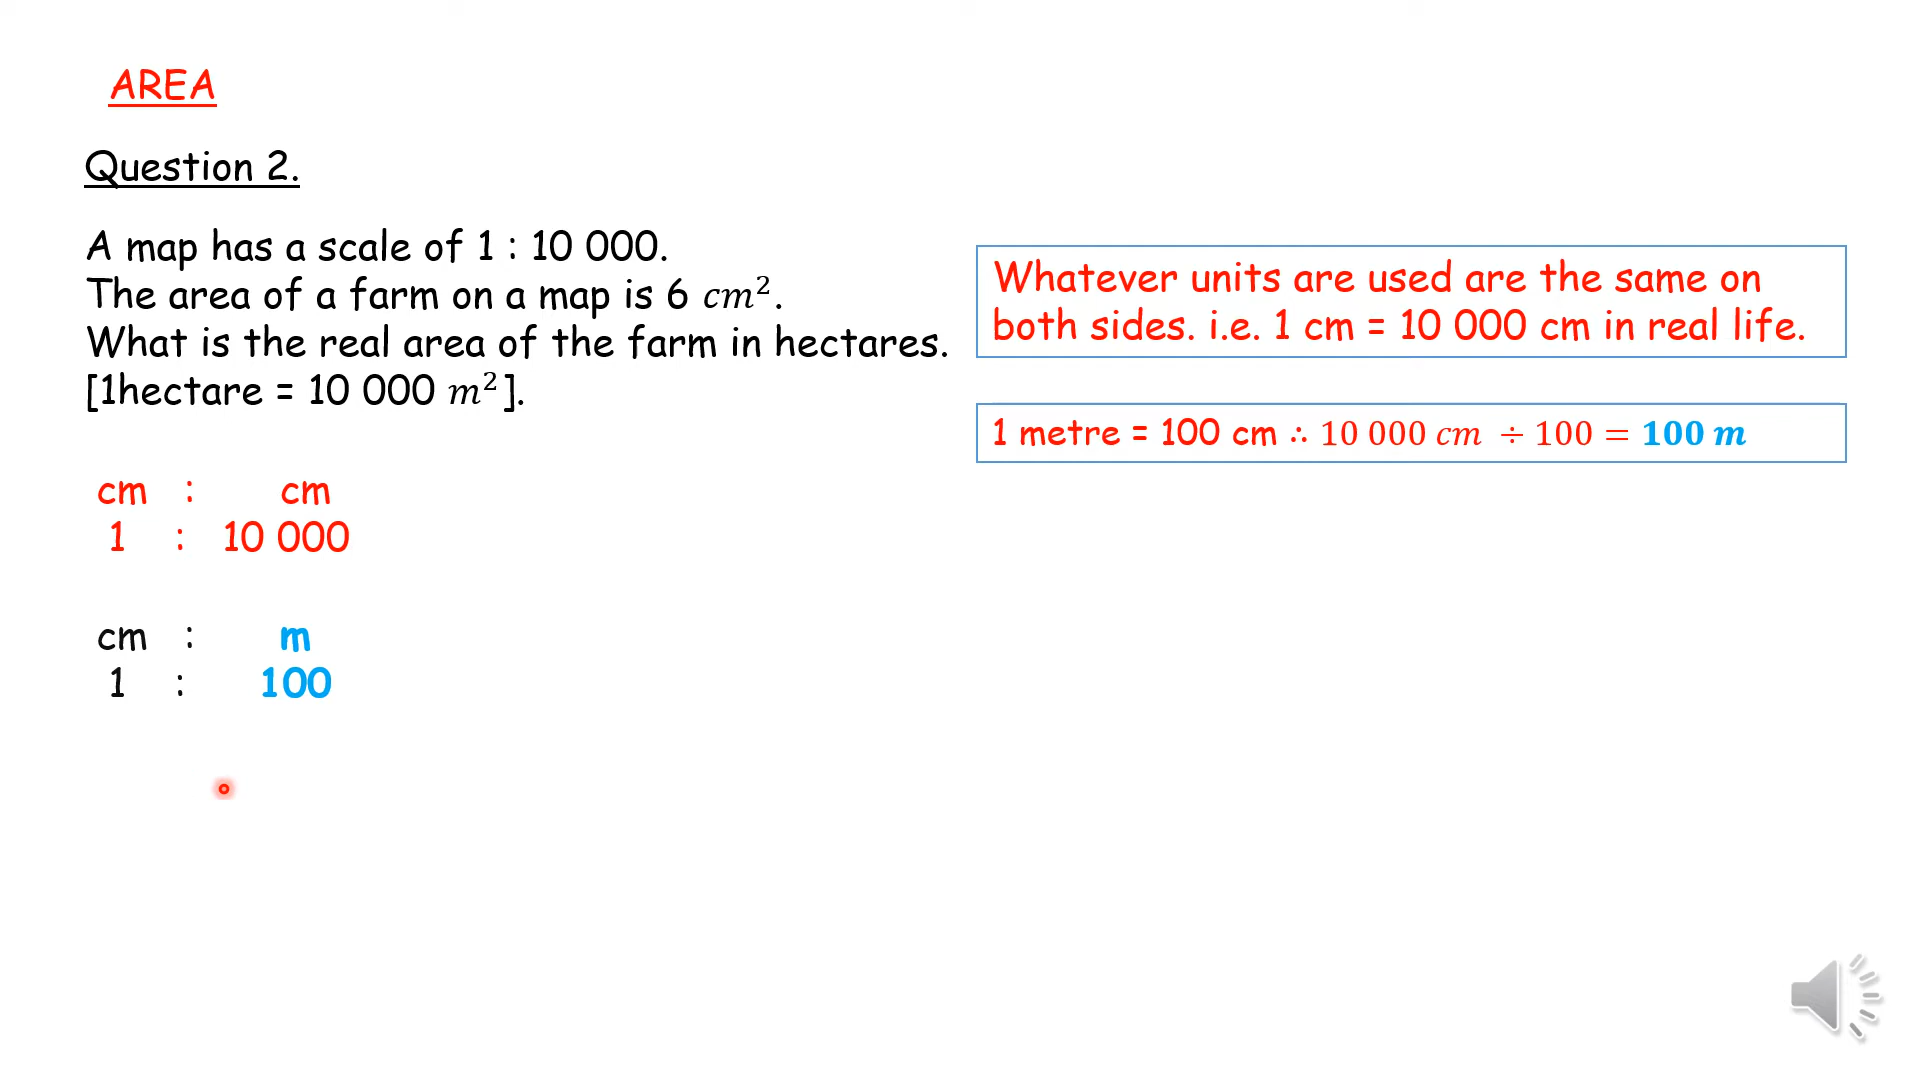 AREA
Question 2.
A map has a scale of 1 : 10 000.
The area of a farm on a map is 6 cm².
What is the real area of the farm in hectares.
[1hectare = 10 000 m²].
Whatever units are used are the same on
both sides. i.e. 1 cm = 10 000 cm in real life.
1 metre = 100 cm ∴ 10 000 cm ÷ 100 = 100 m
cm : cm
1 : 10 000
cm : m
1 : 100